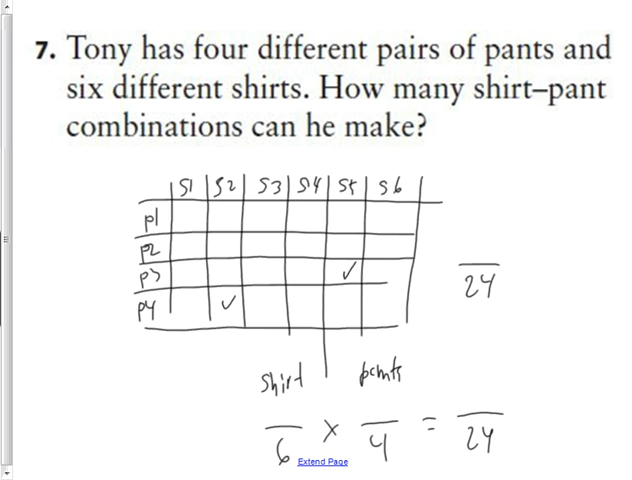 7. Tony has four different pairs of pants and
six different shirts. How many shirt–pant
combinations can he make?
S1 S2 S3 S4 S5 S6
p1
p2
p3 ✓
24
p4 ✓
shirt pants
6 x 4 = 24
Extend Page